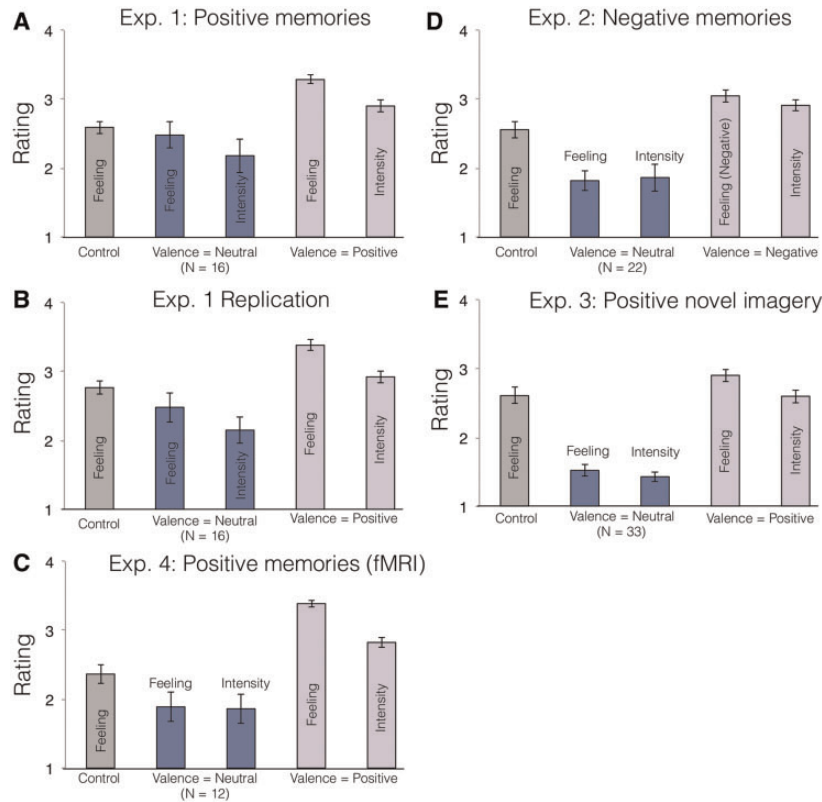 A Exp. 1: Positive memories
4
3
2
1
Rating
Feeling
Feeling
Intensity
Feeling
Intensity
Control Valence = Neutral Valence = Positive
(N = 16)
B Exp. 1 Replication
4
3
2
1
Rating
Feeling
Feeling
Intensity
Feeling
Intensity
Control Valence = Neutral Valence = Positive
(N = 16)
C Exp. 4: Positive memories (fMRI)
4
3
2
1
Rating
Feeling
Feeling
Intensity
Feeling
Intensity
Control Valence = Neutral Valence = Positive
(N = 12)
D Exp. 2: Negative memories
4
3
2
1
Rating
Feeling
Feeling
Intensity
Feeling (Negative)
Intensity
Control Valence = Neutral Valence = Negative
(N = 22)
E Exp. 3: Positive novel imagery
4
3
2
1
Rating
Feeling
Feeling
Intensity
Feeling
Intensity
Control Valence = Neutral Valence = Positive
(N = 33)